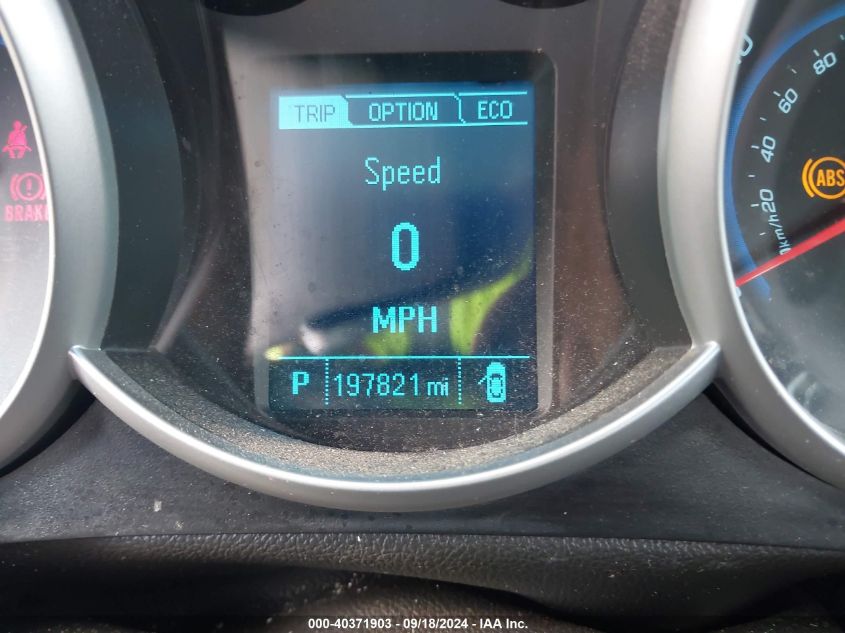 TRIP OPTION ECO
Speed
0
MPH
P 197821 mi
BRAKE
ABS
20 40 60 80
km/h
000-40371903 - 09/18/2024 - IAA Inc.